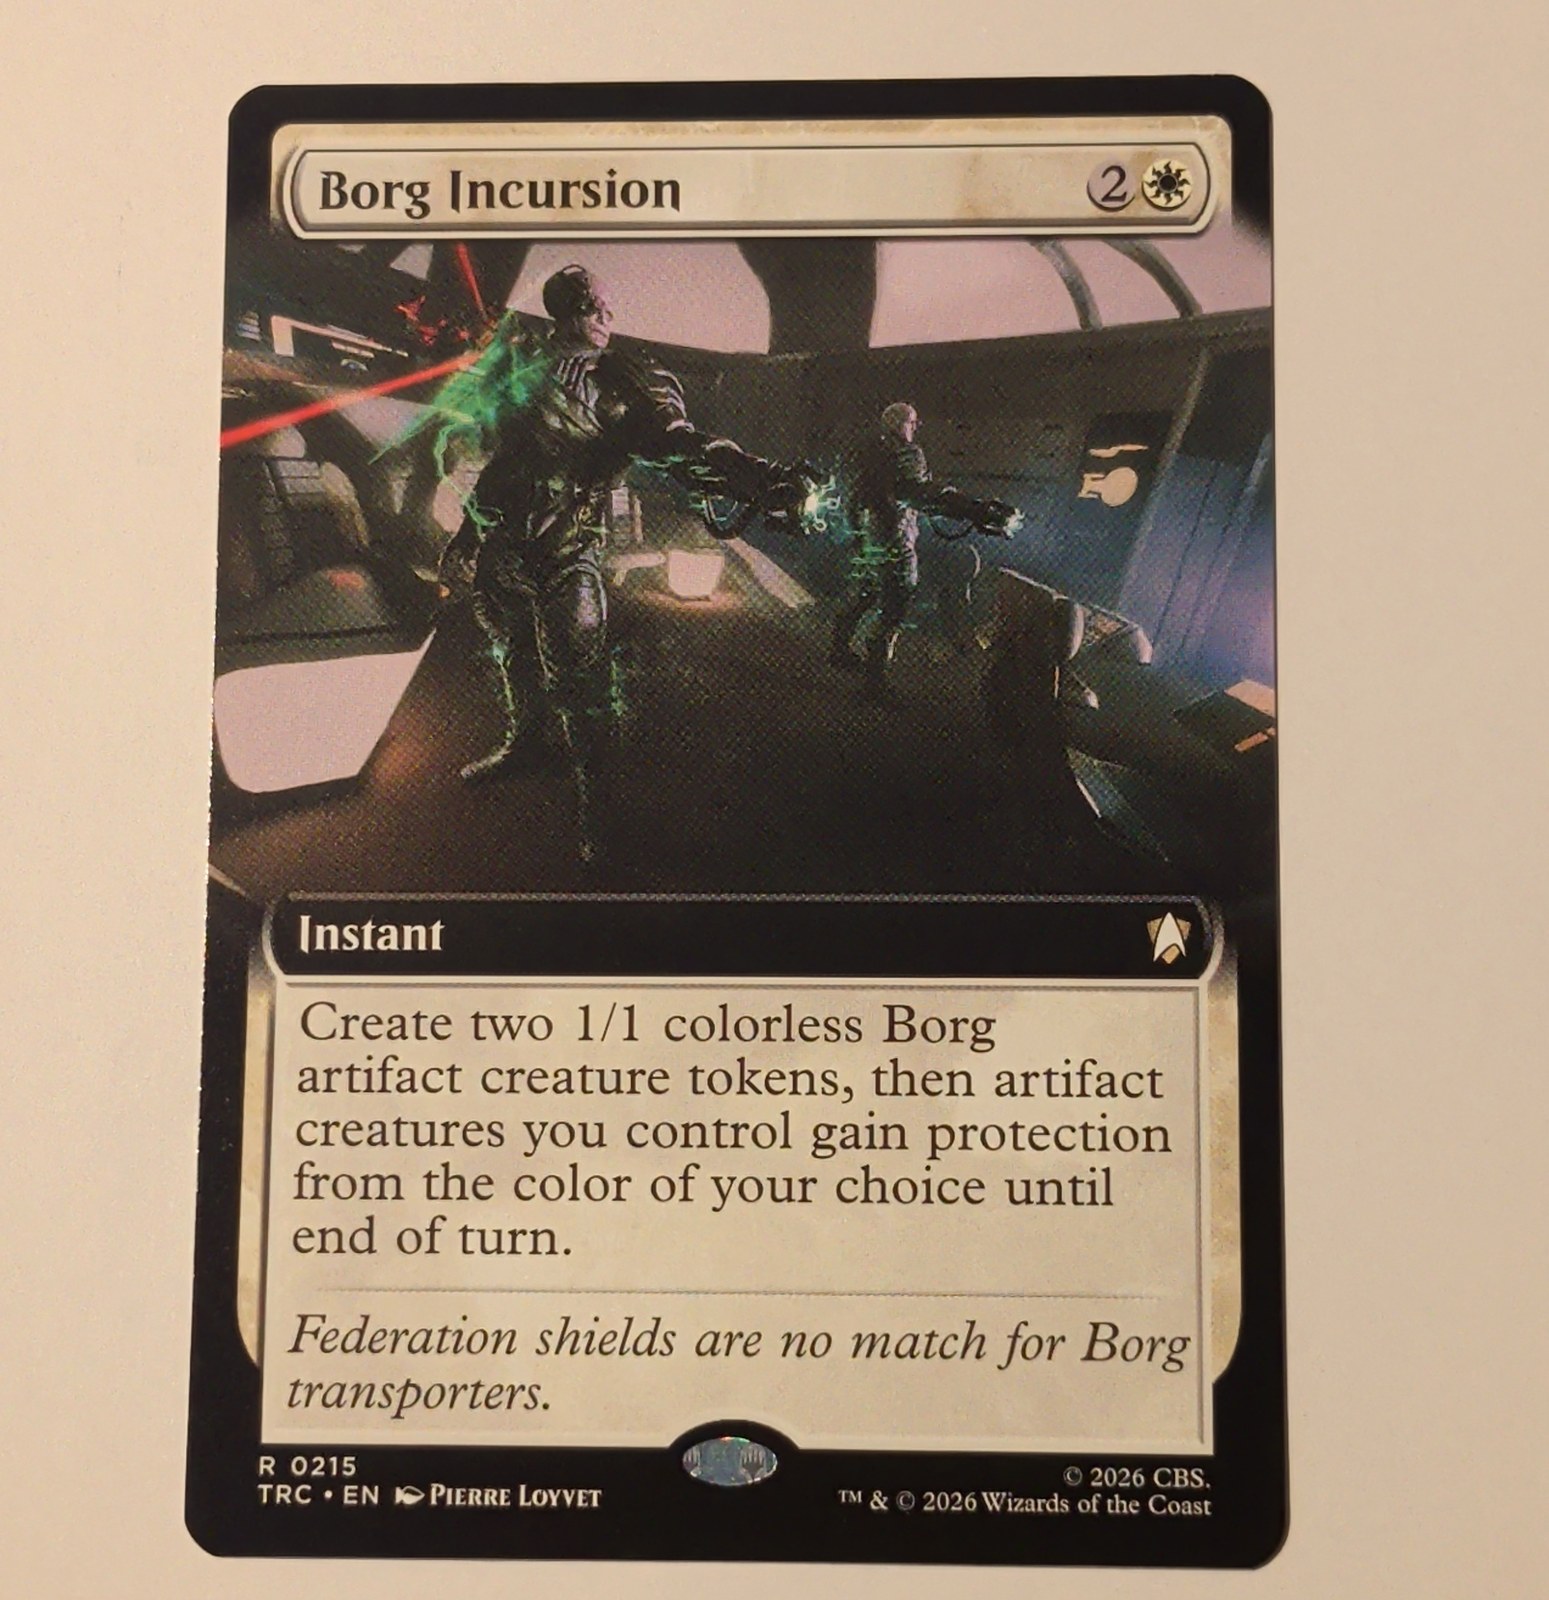 Borg Incursion 2
Instant
Create two 1/1 colorless Borg
artifact creature tokens, then artifact
creatures you control gain protection
from the color of your choice until
end of turn.
Federation shields are no match for Borg
transporters.
R 0215
TRC • EN PIERRE LOYVET
© 2026 CBS.
™ & © 2026 Wizards of the Coast